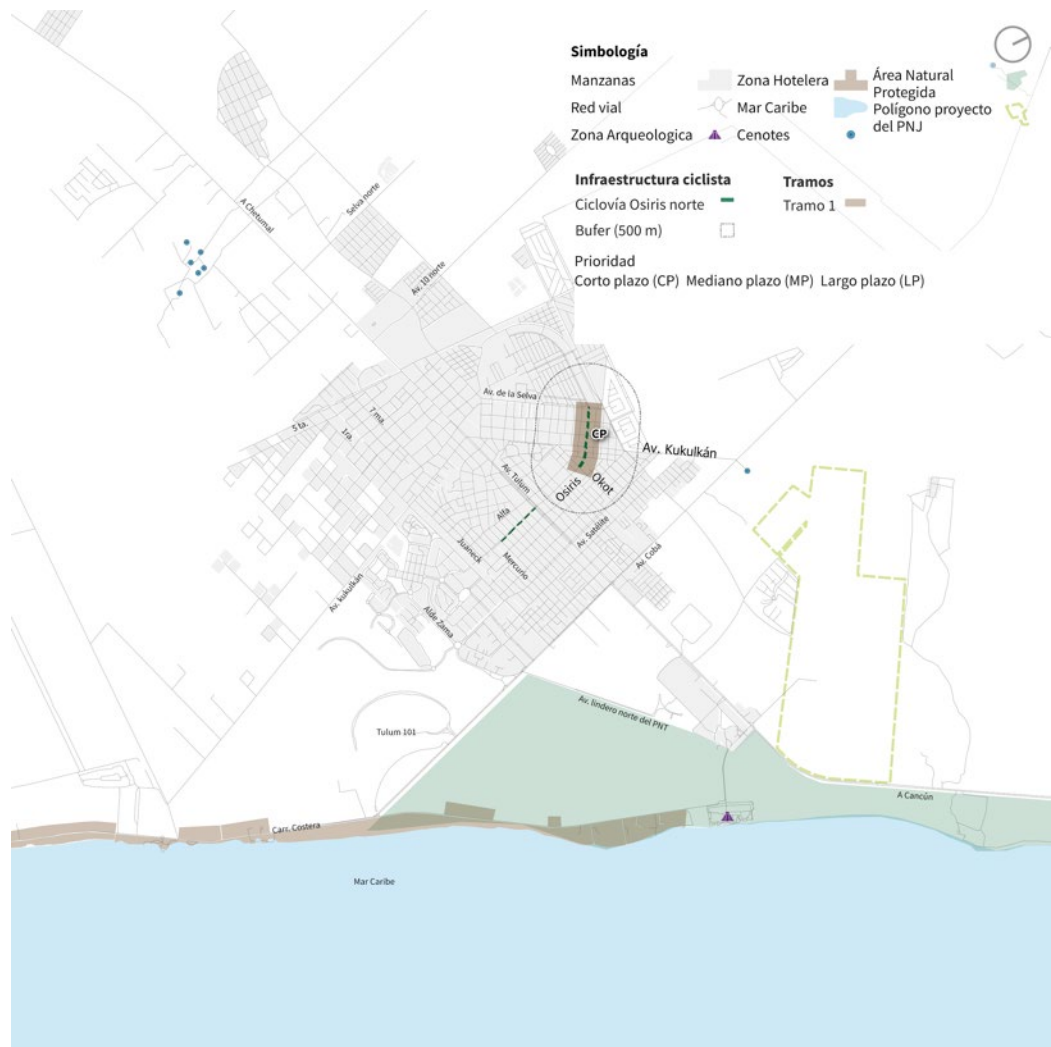 Simbología
Manzanas
Zona Hotelera
Área Natural
Protegida
Red vial
Mar Caribe
Polígono proyecto
del PNJ
Zona Arqueologica
Cenotes
Infraestructura ciclista
Tramos
Ciclovía Osiris norte
Tramo 1
Bufer (500 m)
Prioridad
Corto plazo (CP) Mediano plazo (MP) Largo plazo (LP)
A Chetumal
Selva norte
Av. 10 norte
Av. de la Selva
7 ma.
5 ta.
1ra.
CP
Av. Kukulkán
Okot
Osiris
Av. Tulum
Alfa
Av. Satélite
Juaneck
Mercurio
Av. Cobá
Av. kukulkán
Alde Zama
Av. lindero norte del PNT
Tulum 101
A Cancún
Carr. Costera
Mar Caribe